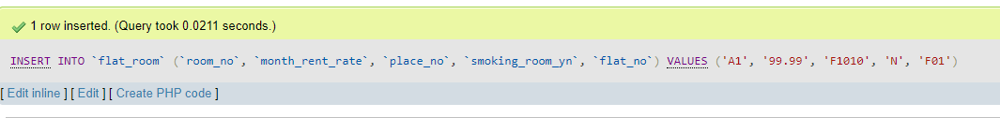 1 row inserted. (Query took 0.0211 seconds.)
INSERT INTO `flat_room` (`room_no`, `month_rent_rate`, `place_no`, `smoking_room_yn`, `flat_no`) VALUES ('A1', '99.99', 'F1010', 'N', 'F01')
[ Edit inline ] [ Edit ] [ Create PHP code ]